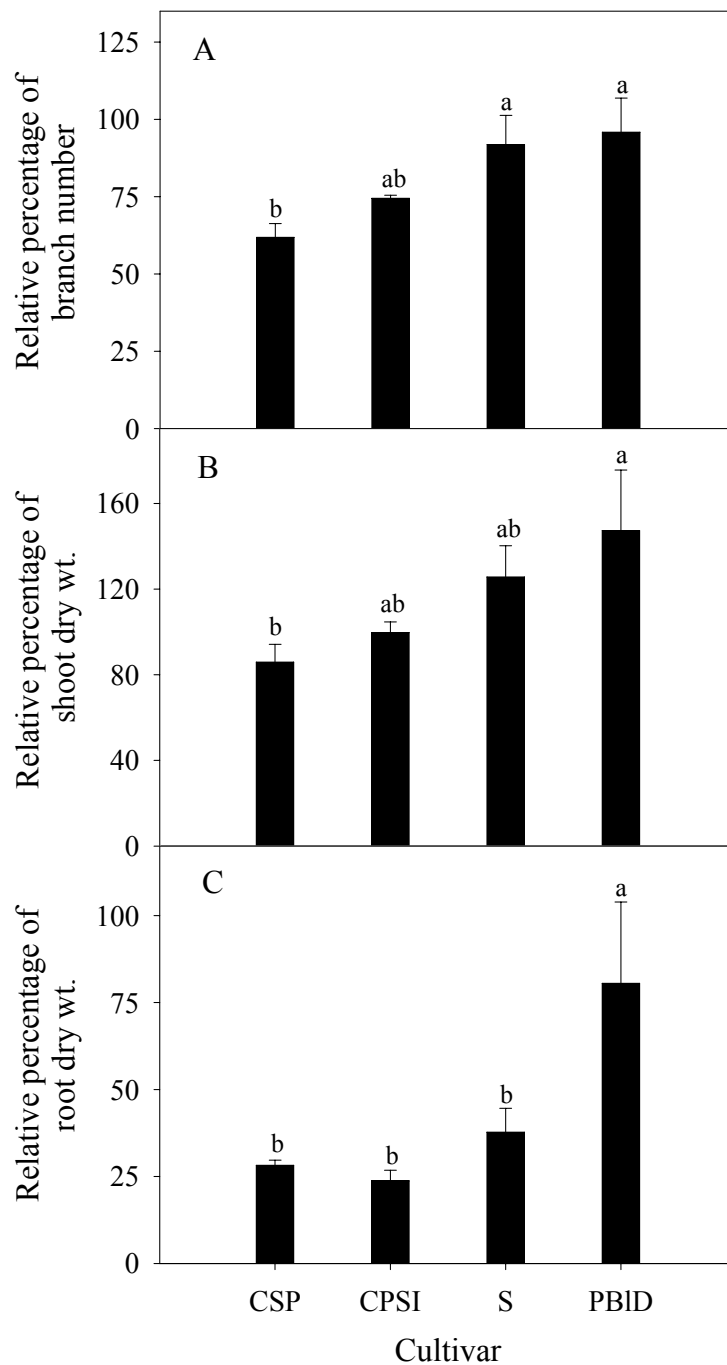 A
Relative percentage of
branch number
125
100
75
50
25
0
b
ab
a
a
B
Relative percentage of
shoot dry wt.
160
120
80
40
0
b
ab
ab
a
C
Relative percentage of
root dry wt.
100
75
50
25
0
b
b
b
a
CSP CPSI S PBlD
Cultivar